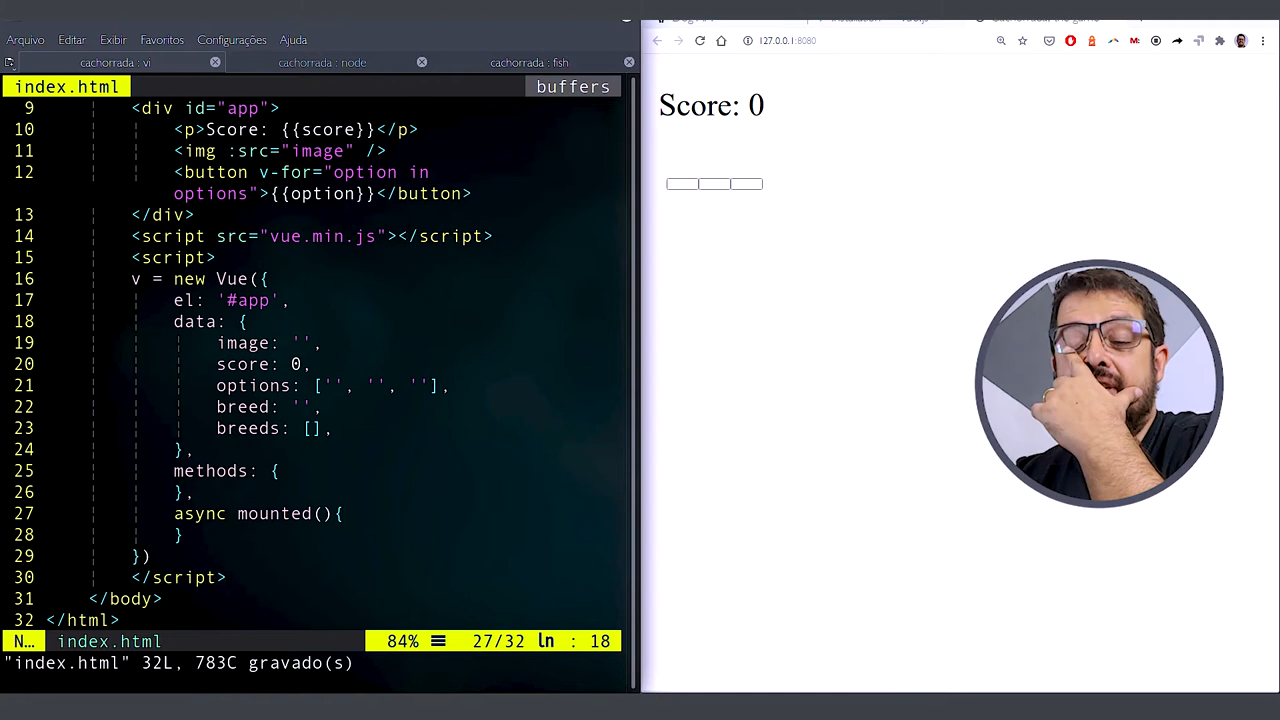 Arquivo Editar Exibir Favoritos Configurações Ajuda
cachorrada : vi cachorrada : node cachorrada : fish
127.0.0.1:8080
index.html buffers
9 <div id="app">
10 <p>Score: {{score}}</p>
11 <img :src="image" />
12 <button v-for="option in
options">{{option}}</button>
13 </div>
14 <script src="vue.min.js"></script>
15 <script>
16 v = new Vue({
17 el: '#app',
18 data: {
19 image: '',
20 score: 0,
21 options: ['', '', ''],
22 breed: '',
23 breeds: [],
24 },
25 methods: {
26 },
27 async mounted(){
28 }
29 })
30 </script>
31 </body>
32 </html>
N… index.html 84% 27/32 ln : 18
"index.html" 32L, 783C gravado(s)
Score: 0